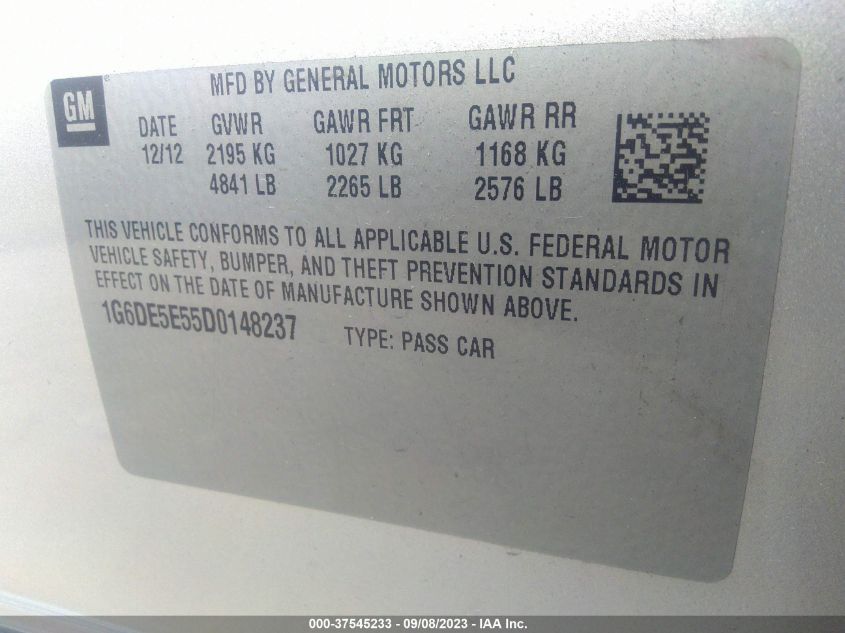 GM
MFD BY GENERAL MOTORS LLC
DATE GVWR GAWR FRT GAWR RR
12/12 2195 KG 1027 KG 1168 KG
4841 LB 2265 LB 2576 LB
THIS VEHICLE CONFORMS TO ALL APPLICABLE U.S. FEDERAL MOTOR
VEHICLE SAFETY, BUMPER, AND THEFT PREVENTION STANDARDS IN
EFFECT ON THE DATE OF MANUFACTURE SHOWN ABOVE.
1G6DE5E55D0148237 TYPE: PASS CAR
000-37545233 - 09/08/2023 - IAA Inc.